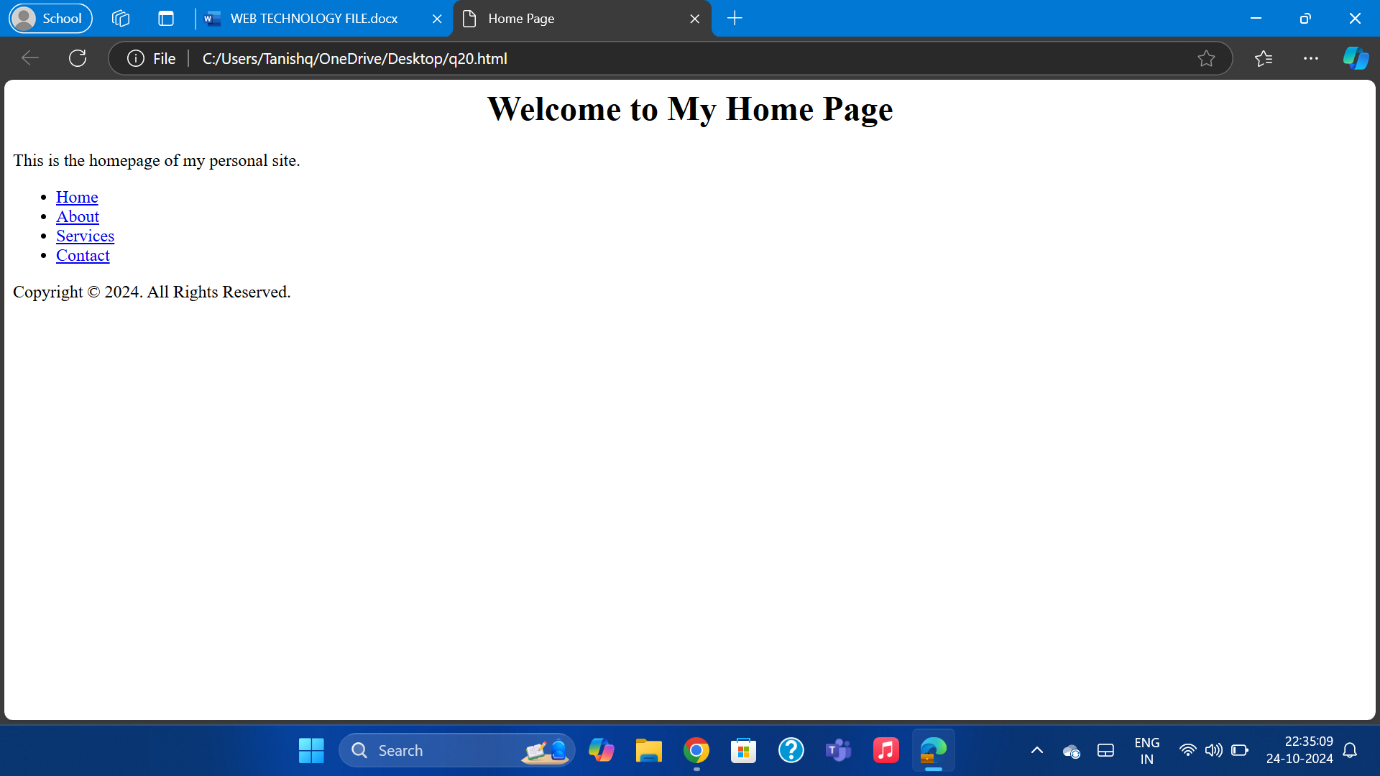 School
WEB TECHNOLOGY FILE.docx
Home Page
File
C:/Users/Tanishq/OneDrive/Desktop/q20.html
Welcome to My Home Page
This is the homepage of my personal site.
Home
About
Services
Contact
Copyright © 2024. All Rights Reserved.
Search
ENG
IN
22:35:09
24-10-2024